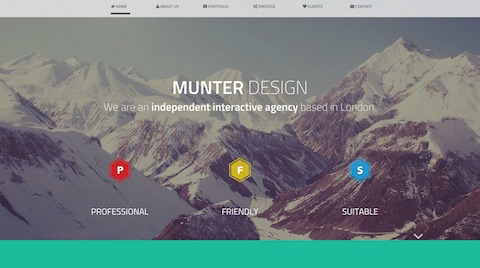 HOME ABOUT US PORTFOLIO PROCESS CLIENTS CONTACT
MUNTER DESIGN
We are an independent interactive agency based in London.
P F S
PROFESSIONAL FRIENDLY SUITABLE